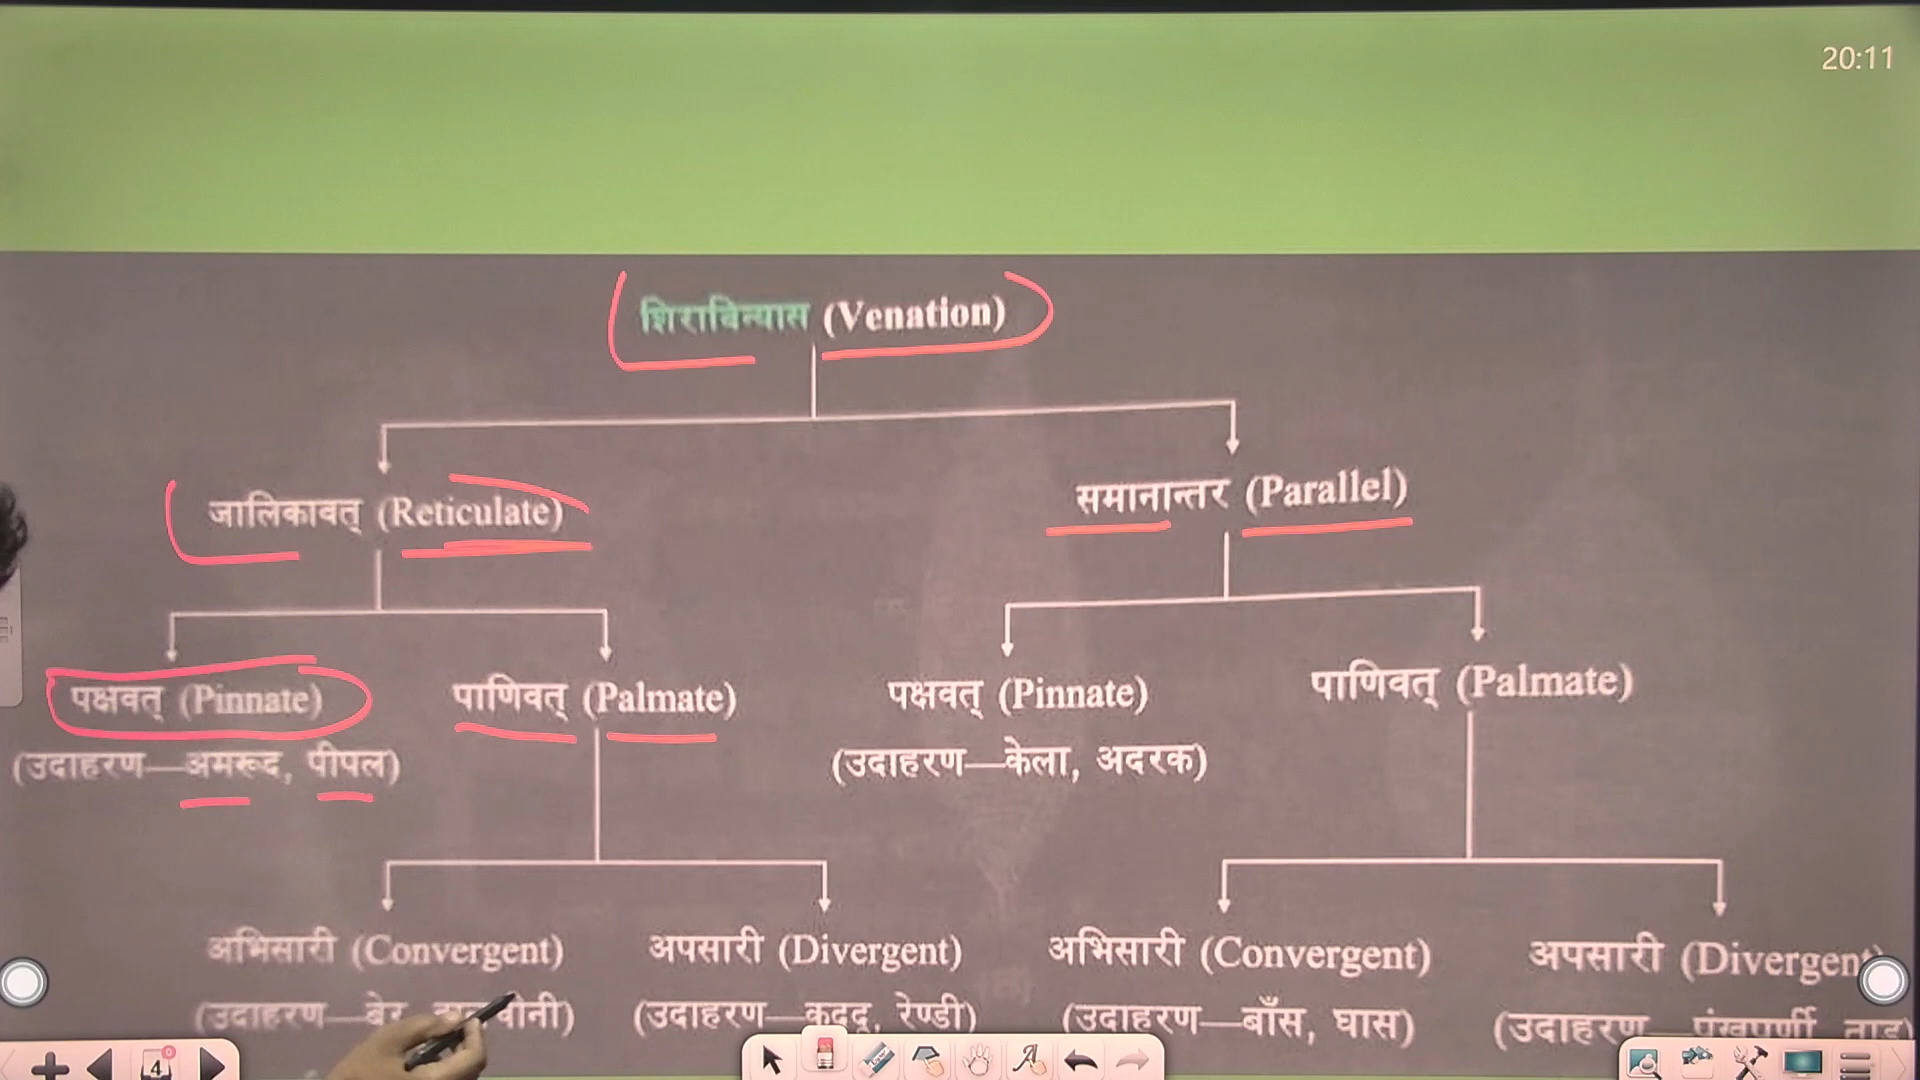 20:11
शिराविन्यास (Venation)
जालिकावत् (Reticulate)
समानान्तर (Parallel)
पक्षवत् (Pinnate)
पाणिवत् (Palmate)
पक्षवत् (Pinnate)
पाणिवत् (Palmate)
(उदाहरण—अमरूद, पीपल)
(उदाहरण—केला, अदरक)
अभिसारी (Convergent)
अपसारी (Divergent)
अभिसारी (Convergent)
अपसारी (Divergent)
(उदाहरण—बेर,
(उदाहरण—कद्दू, रेण्डी)
(उदाहरण—बाँस, घास)
(उदाहरण
4